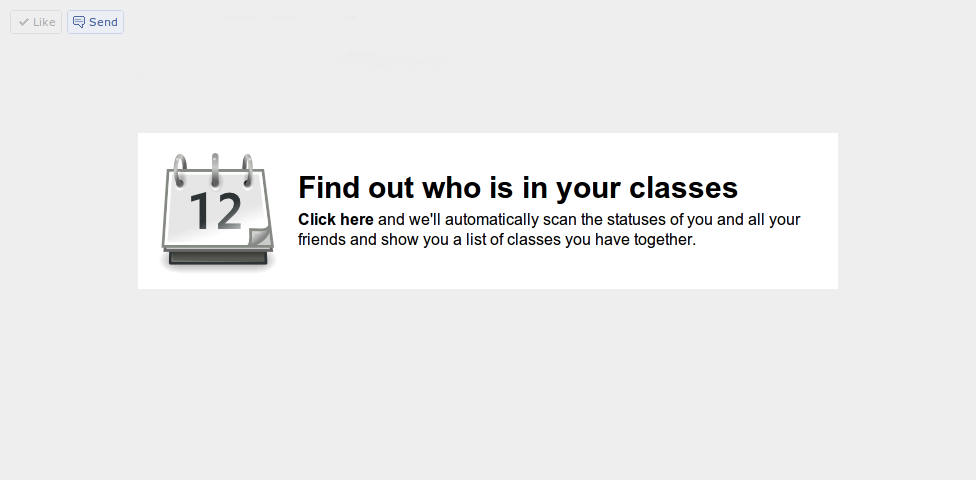 Like Send
12
Find out who is in your classes
Click here and we'll automatically scan the statuses of you and all your
friends and show you a list of classes you have together.